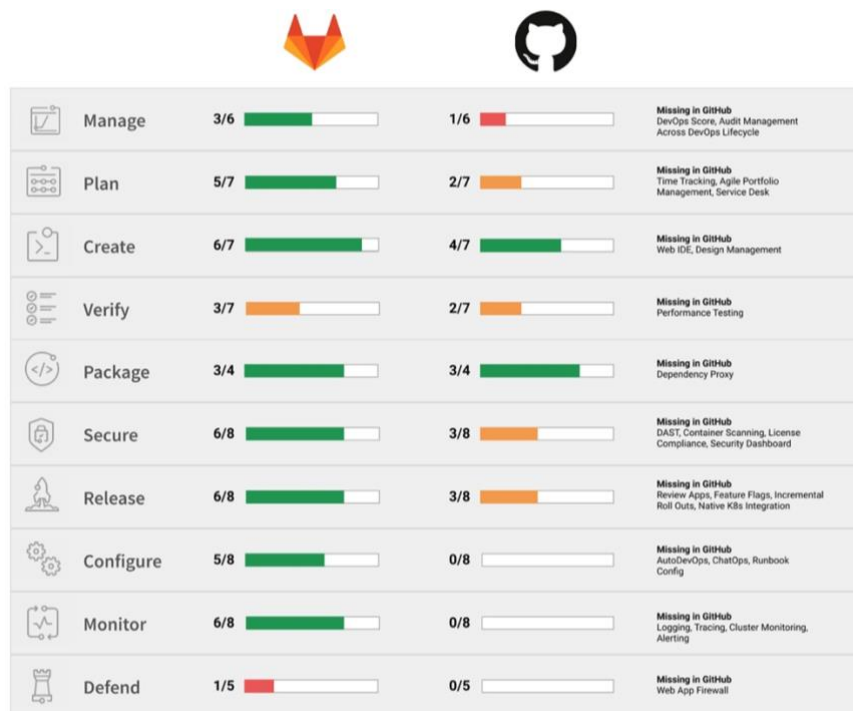 Manage 3/6 1/6 Missing in GitHub
DevOps Score, Audit Management
Across DevOps Lifecycle
Plan 5/7 2/7 Missing in GitHub
Time Tracking, Agile Portfolio
Management, Service Desk
Create 6/7 4/7 Missing in GitHub
Web IDE, Design Management
Verify 3/7 2/7 Missing in GitHub
Performance Testing
Package 3/4 3/4 Missing in GitHub
Dependency Proxy
Secure 6/8 3/8 Missing in GitHub
DAST, Container Scanning, License
Compliance, Security Dashboard
Release 6/8 3/8 Missing in GitHub
Review Apps, Feature Flags, Incremental
Roll Outs, Native K8s Integration
Configure 5/8 0/8 Missing in GitHub
AutoDevOps, ChatOps, Runbook
Config
Monitor 6/8 0/8 Missing in GitHub
Logging, Tracing, Cluster Monitoring,
Alerting
Defend 1/5 0/5 Missing in GitHub
Web App Firewall